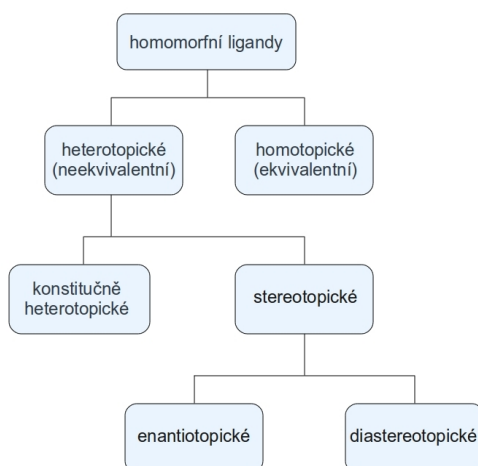 homomorfní ligandy
heterotopické
(neekvivalentní)
homotopické
(ekvivalentní)
konstitučně
heterotopické
stereotopické
enantiotopické
diastereotopické